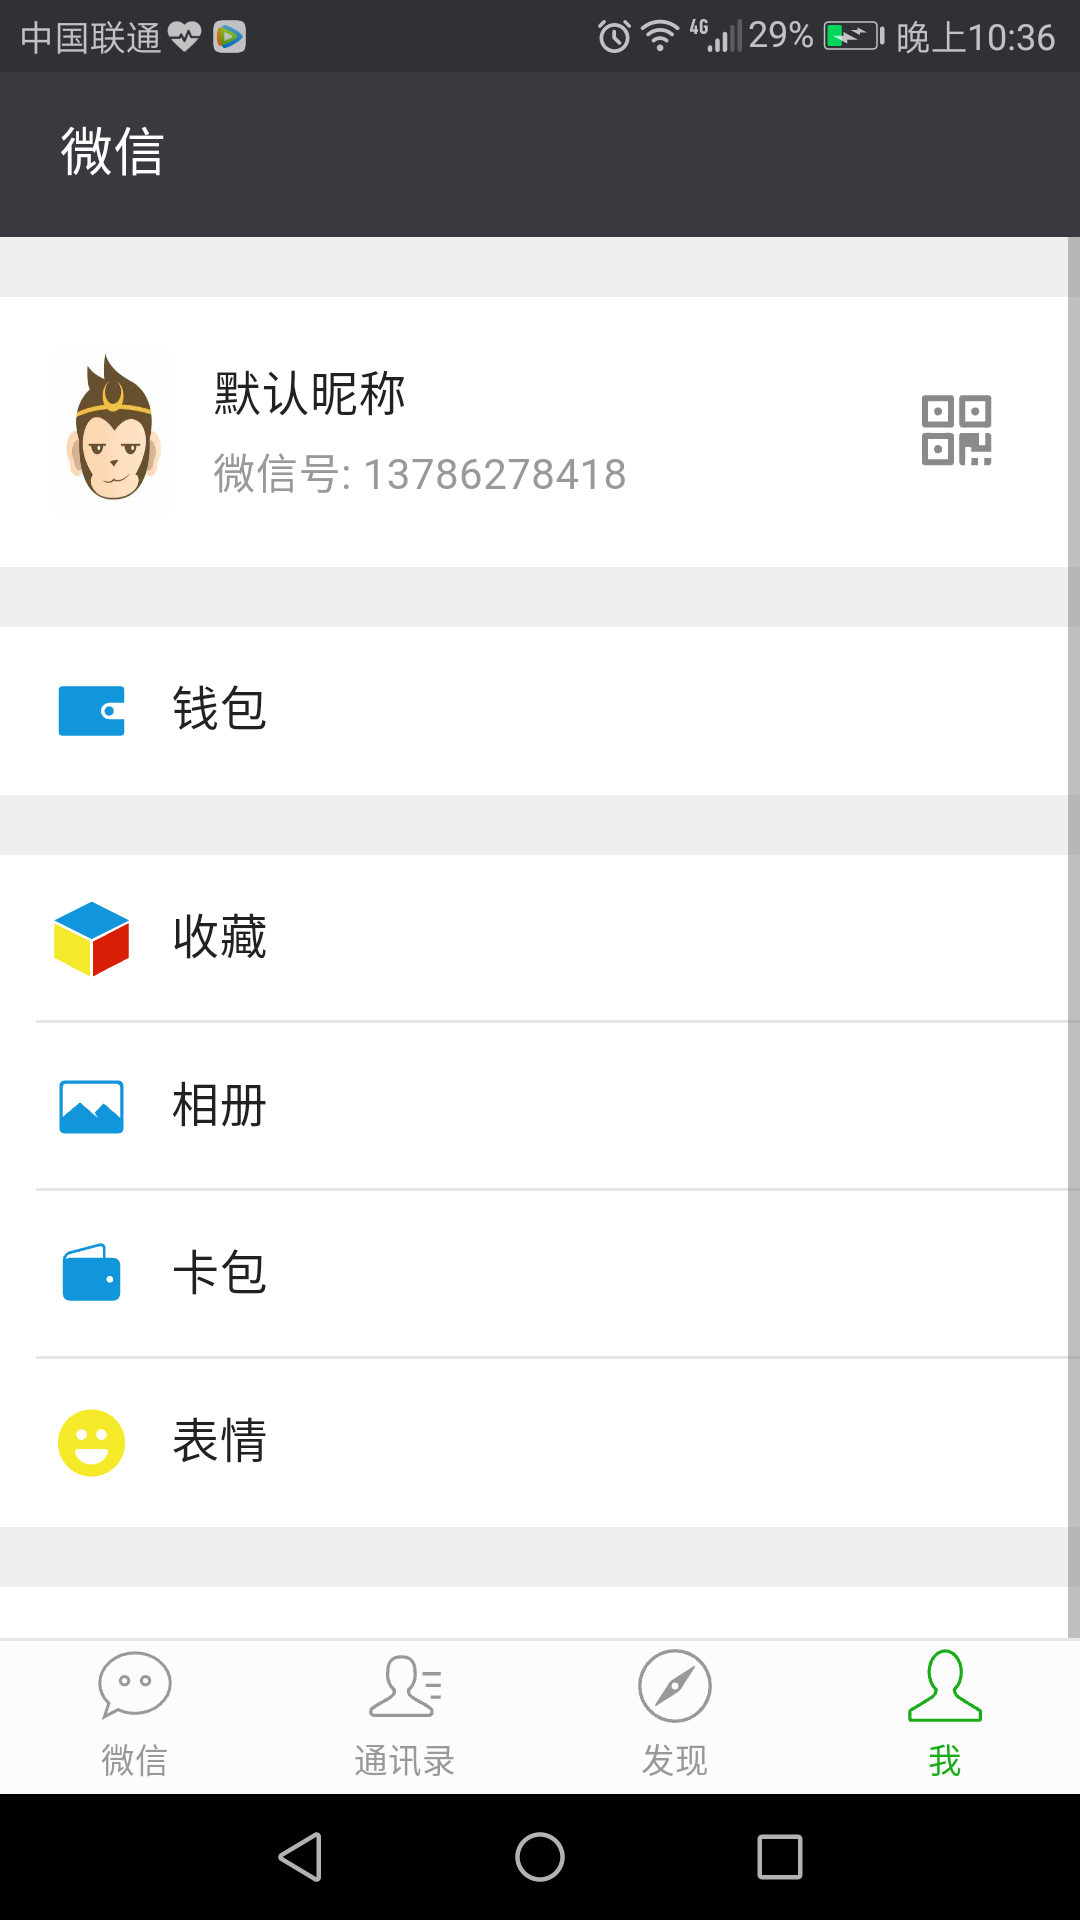 中国联通 4G 29% 晚上10:36
微信
默认昵称
微信号: 13786278418
钱包
收藏
相册
卡包
表情
微信 通讯录 发现 我